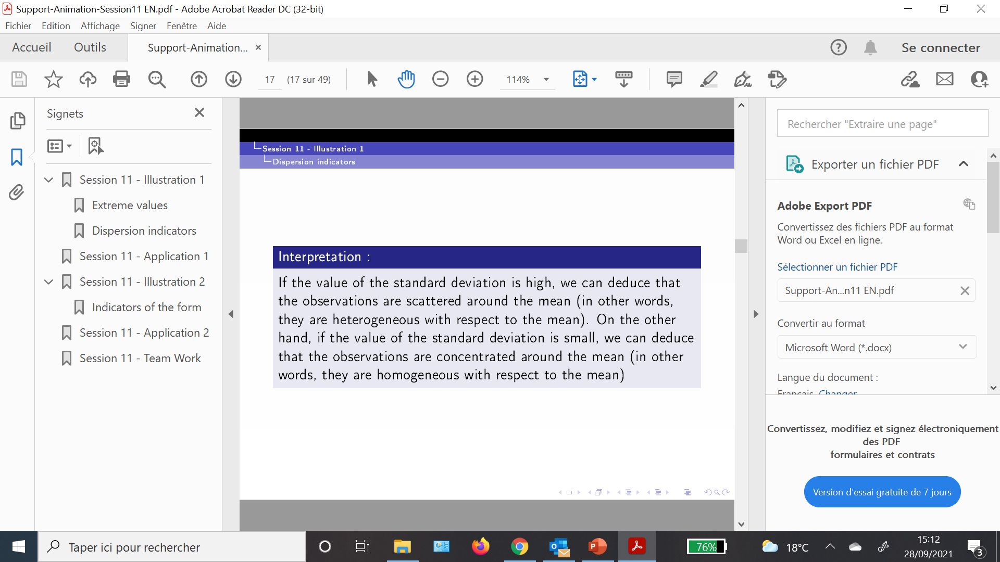 Support-Animation-Session11 EN.pdf - Adobe Acrobat Reader DC (32-bit)
Fichier Edition Affichage Signer Fenêtre Aide
Accueil Outils Support-Animation... × Se connecter
17 (17 sur 49) 114%
Signets
Session 11 - Illustration 1
Extreme values
Dispersion indicators
Session 11 - Application 1
Session 11 - Illustration 2
Indicators of the form
Session 11 - Application 2
Session 11 - Team Work
Session 11 - Illustration 1
Dispersion indicators
Interpretation :
If the value of the standard deviation is high, we can deduce that
the observations are scattered around the mean (in other words,
they are heterogeneous with respect to the mean). On the other
hand, if the value of the standard deviation is small, we can deduce
that the observations are concentrated around the mean (in other
words, they are homogeneous with respect to the mean)
Rechercher "Extraire une page"
Exporter un fichier PDF
Adobe Export PDF
Convertissez des fichiers PDF au format
Word ou Excel en ligne.
Sélectionner un fichier PDF
Support-An...n11 EN.pdf
Convertir au format
Microsoft Word (*.docx)
Langue du document :
Français Changer
Convertissez, modifiez et signez électroniquement
des PDF
formulaires et contrats
Version d'essai gratuite de 7 jours
Taper ici pour rechercher
76%
18°C
15:12
28/09/2021
3